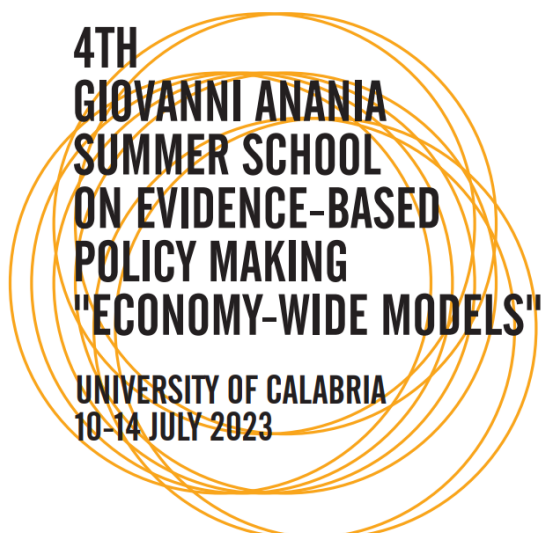 4TH
GIOVANNI ANANIA
SUMMER SCHOOL
ON EVIDENCE-BASED
POLICY MAKING
"ECONOMY-WIDE MODELS"
UNIVERSITY OF CALABRIA
10-14 JULY 2023